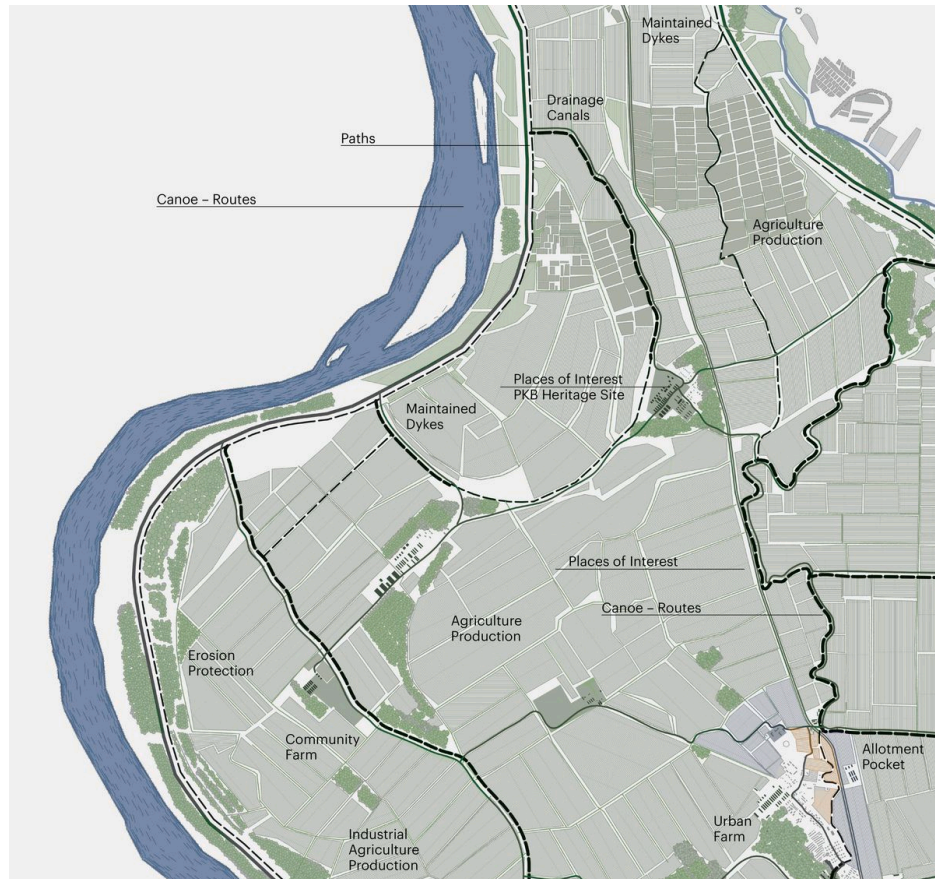 Maintained
Dykes
Drainage
Canals
Paths
Canoe – Routes
Agriculture
Production
Places of Interest
PKB Heritage Site
Maintained
Dykes
Places of Interest
Canoe – Routes
Agriculture
Production
Erosion
Protection
Community
Farm
Allotment
Pocket
Urban
Farm
Industrial
Agriculture
Production